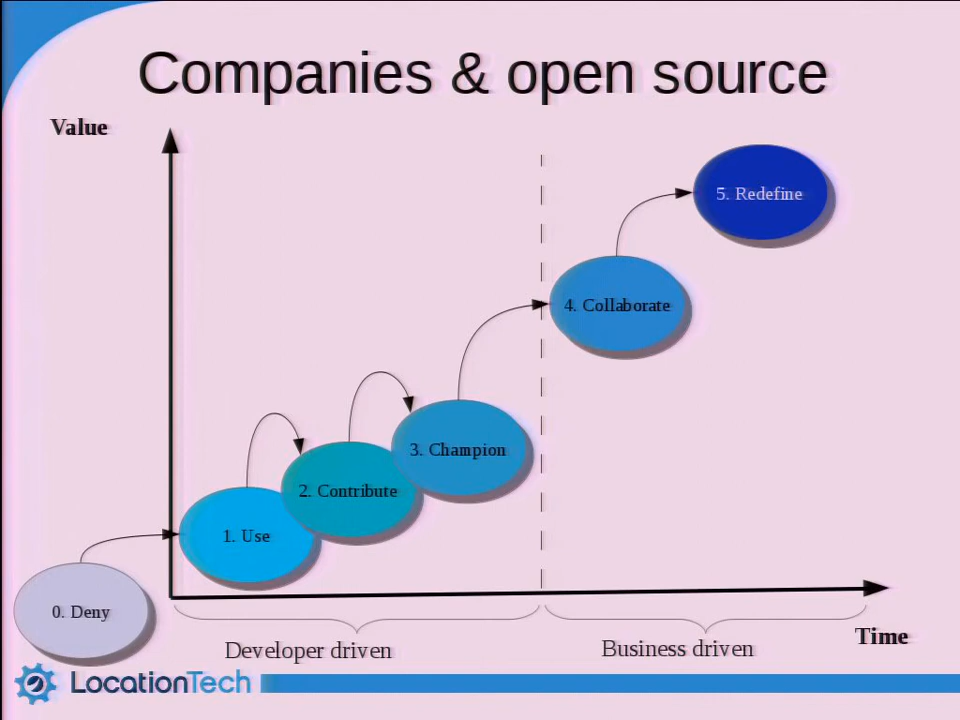 Companies & open source
Value
5. Redefine
4. Collaborate
3. Champion
2. Contribute
1. Use
0. Deny
Developer driven
Business driven
Time
LocationTech